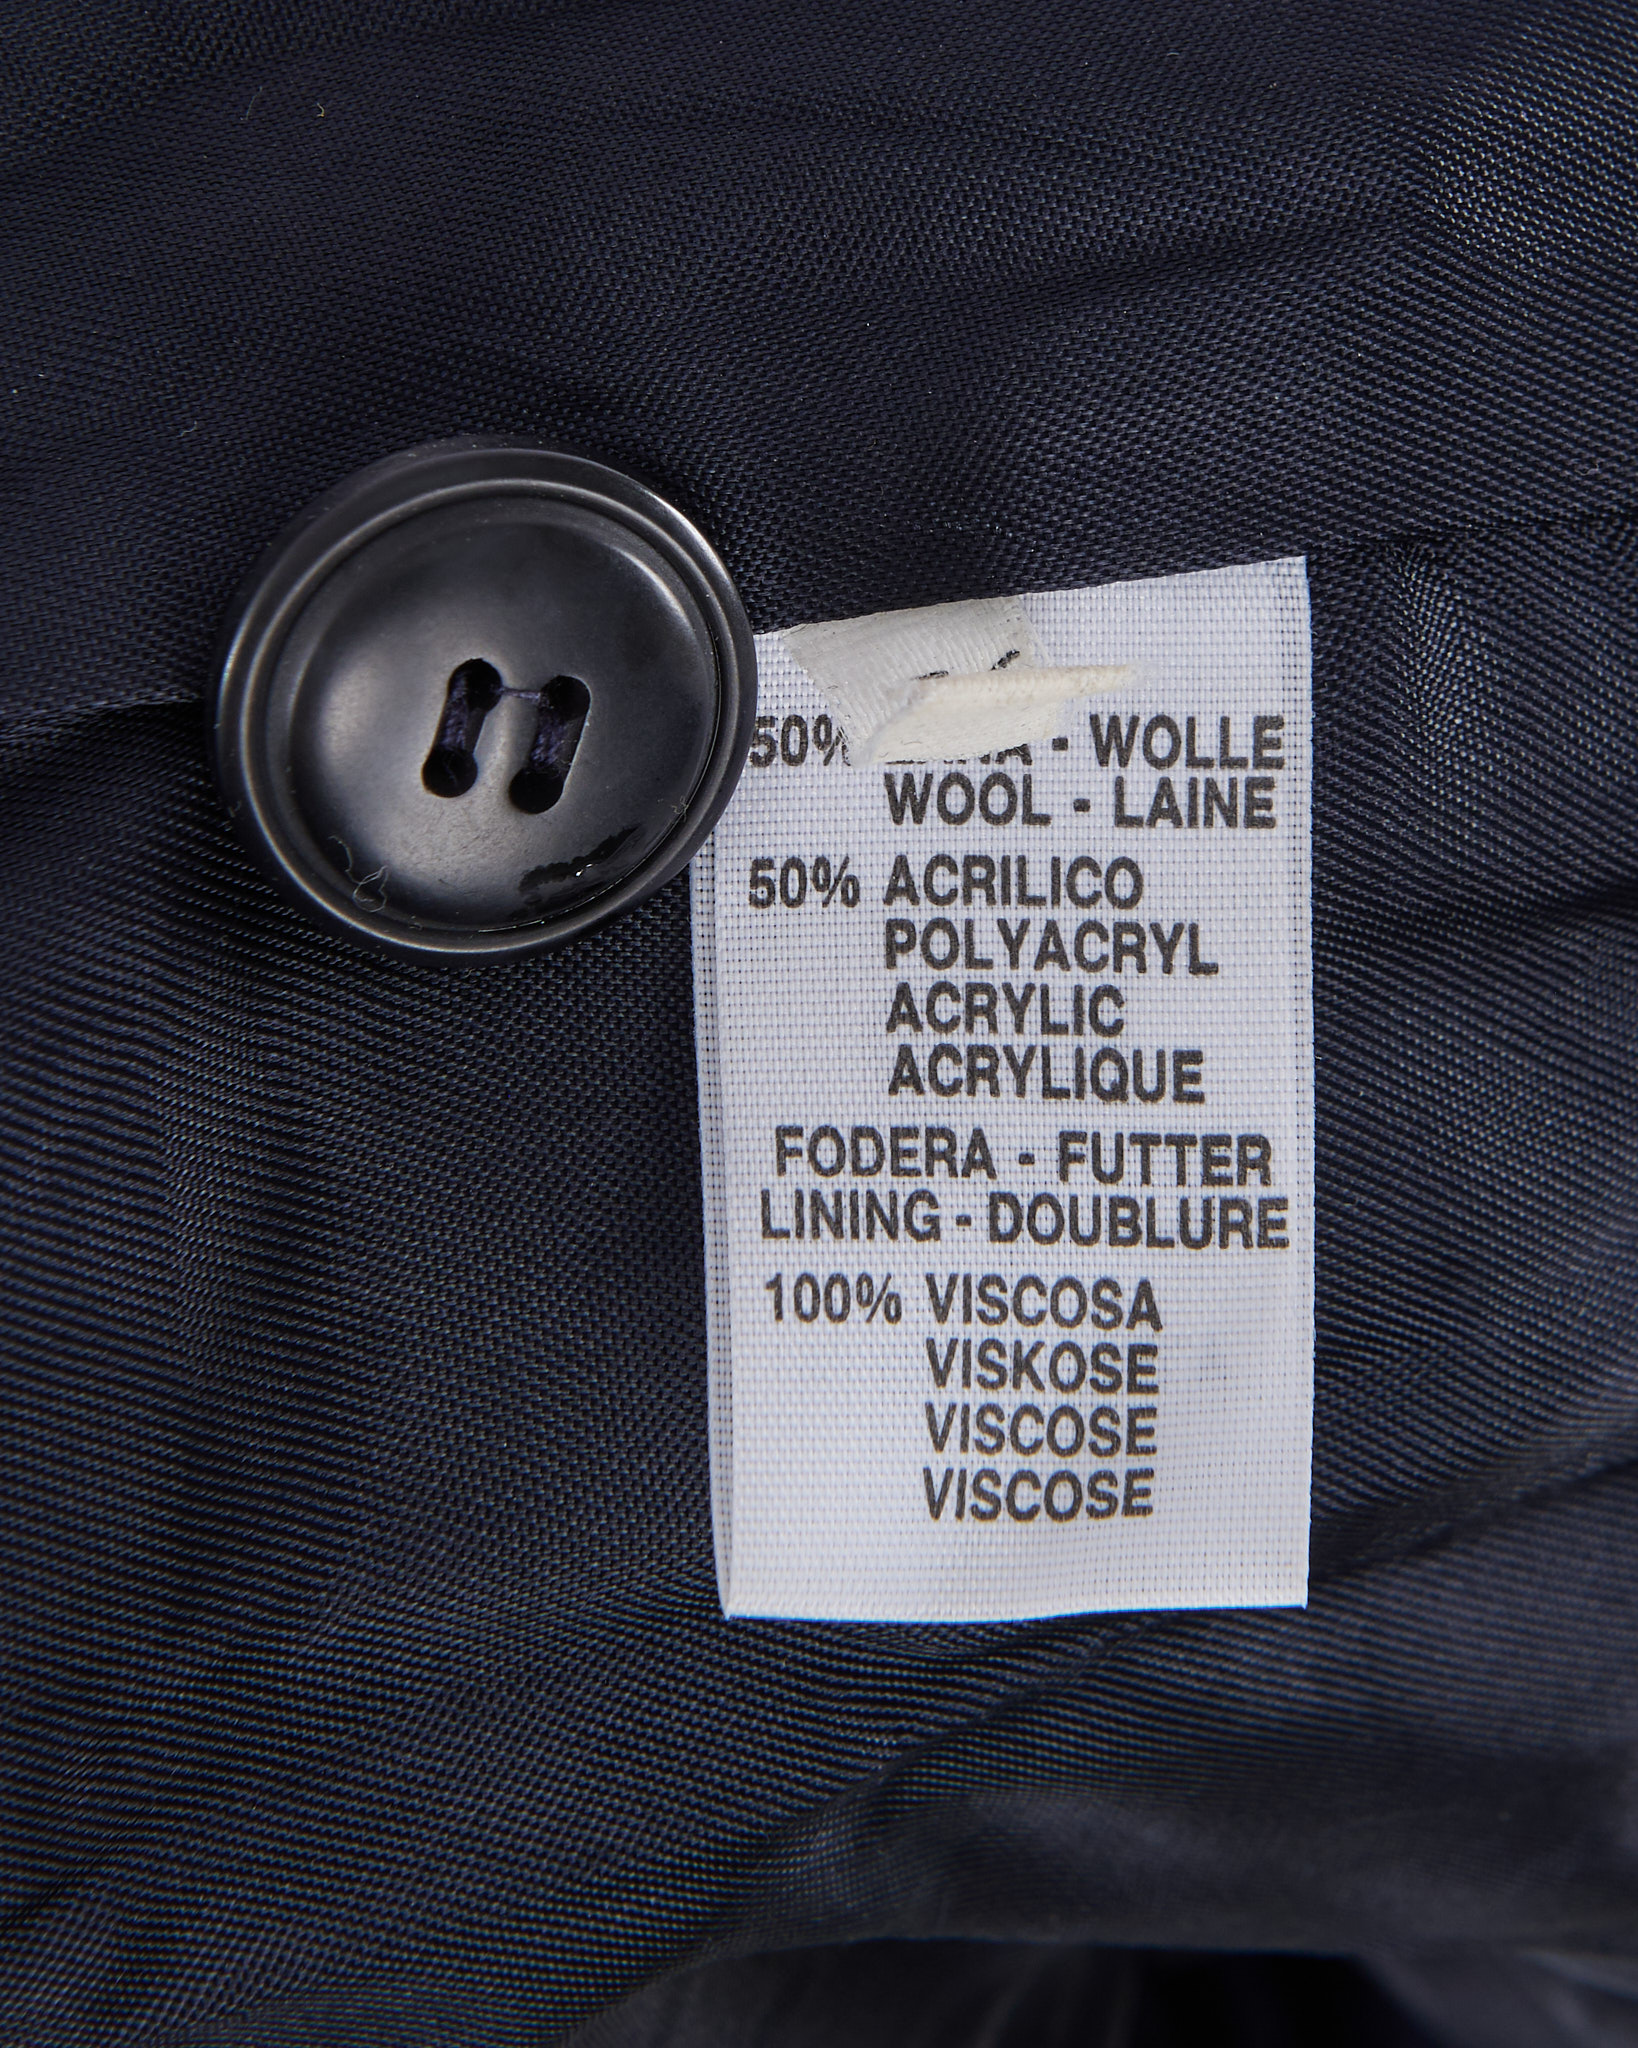 50% - WOLLE
WOOL - LAINE
50% ACRILICO
POLYACRYL
ACRYLIC
ACRYLIQUE
FODERA - FUTTER
LINING - DOUBLURE
100% VISCOSA
VISKOSE
VISCOSE
VISCOSE